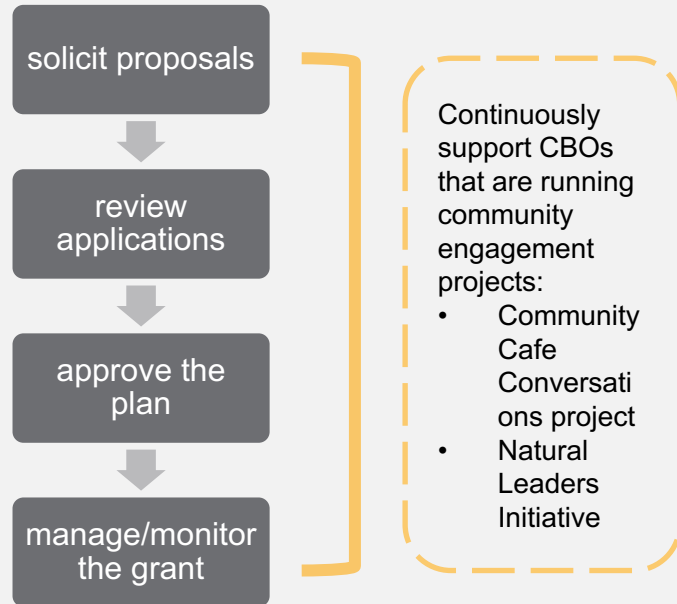 solicit proposals
review
applications
approve the
plan
manage/monitor
the grant
Continuously
support CBOs
that are running
community
engagement
projects:
• Community
Cafe
Conversati
ons project
• Natural
Leaders
Initiative